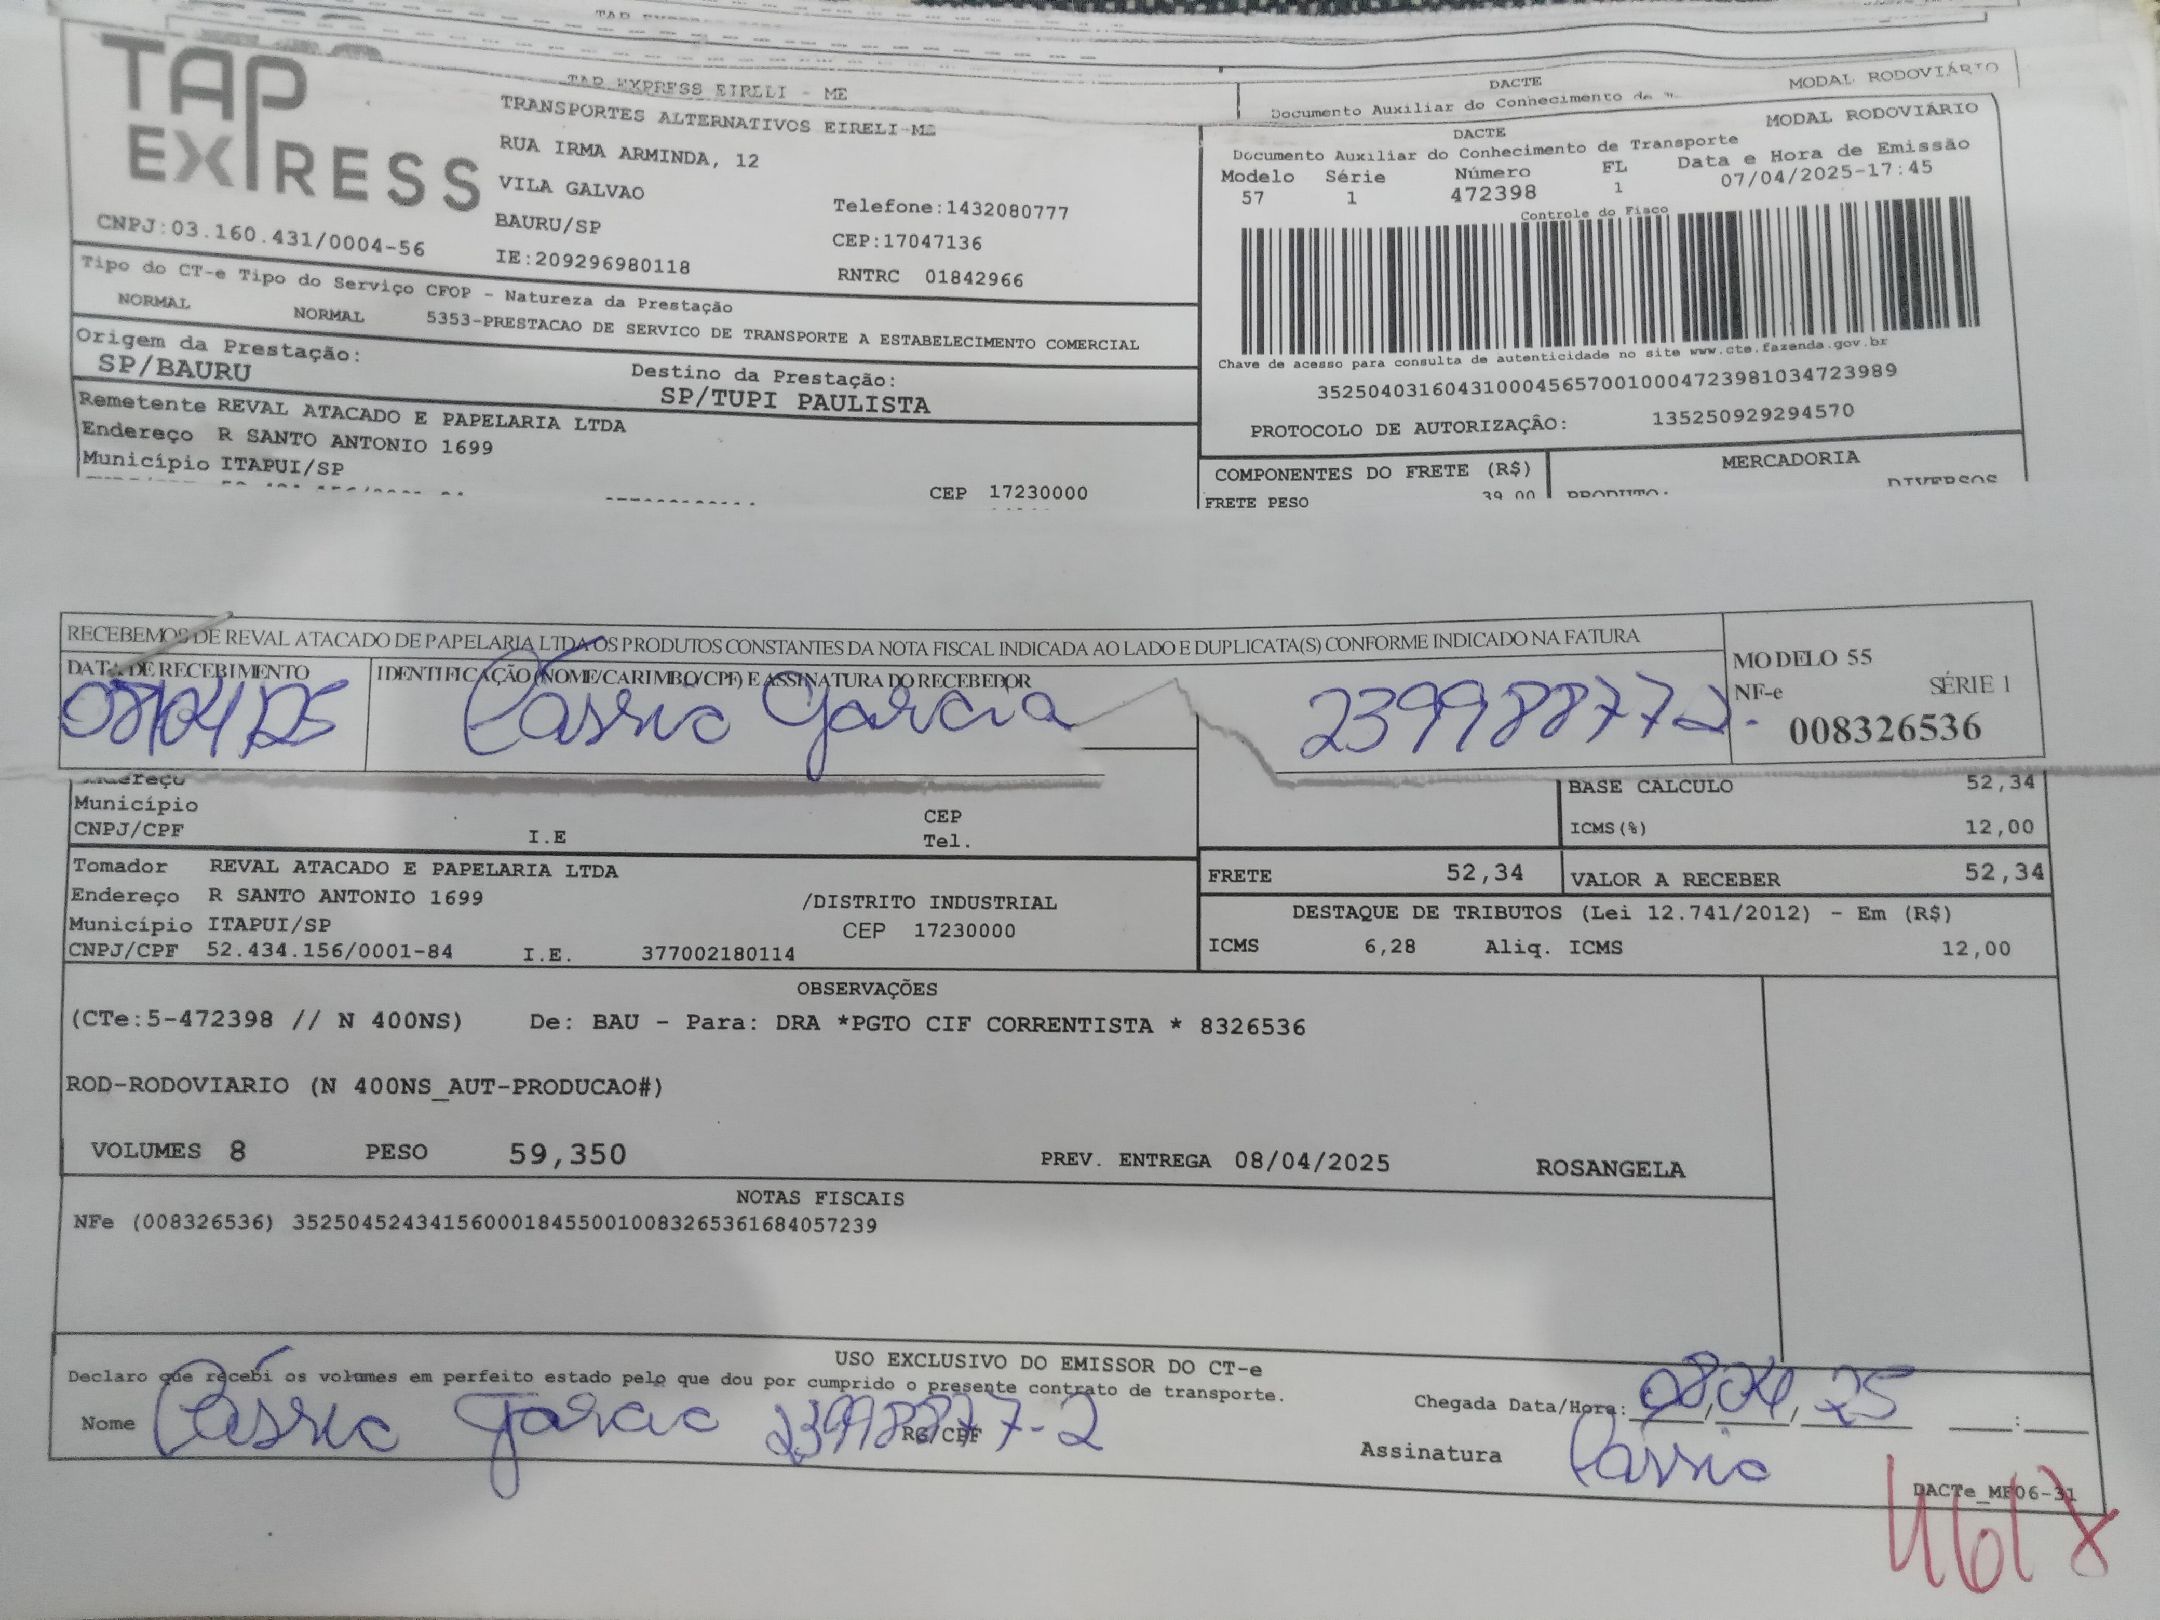 TAP EXPRESS
TAP EXPRESS EIRELI - ME
TRANSPORTES ALTERNATIVOS EIRELI-ME
RUA IRMA ARMINDA, 12
VILA GALVAO
BAURU/SP
IE:209296980118
Telefone:1432080777
CEP:17047136
RNTRC 01842966
CNPJ:03.160.431/0004-56
DACTE
MODAL RODOVIÁRIO
Documento Auxiliar do Conhecimento de
MODAL RODOVIÁRIO
DACTE
Documento Auxiliar do Conhecimento de Transporte
Modelo Série Número FL Data e Hora de Emissão
57 1 472398 1 07/04/2025-17:45
Controle do Fisco
Chave de acesso para consulta de autenticidade no site www.cte.fazenda.gov.br
35250403160431000456570010004723981034723989
PROTOCOLO DE AUTORIZAÇÃO: 135250929294570
Tipo do CT-e Tipo do Serviço CFOP - Natureza da Prestação
NORMAL NORMAL 5353-PRESTACAO DE SERVICO DE TRANSPORTE A ESTABELECIMENTO COMERCIAL
Origem da Prestação:
SP/BAURU
Destino da Prestação:
SP/TUPI PAULISTA
Remetente REVAL ATACADO E PAPELARIA LTDA
Endereço R SANTO ANTONIO 1699
Município ITAPUI/SP
CEP 17230000
COMPONENTES DO FRETE (R$)
FRETE PESO 39,00
MERCADORIA
PRODUTO: DIVERSOS
RECEBEMOS DE REVAL ATACADO DE PAPELARIA LTDA OS PRODUTOS CONSTANTES DA NOTA FISCAL INDICADA AO LADO E DUPLICATA(S) CONFORME INDICADO NA FATURA
DATA DE RECEBIMENTO
08/04/25
IDENTIFICAÇÃO (NOME/CARIMBO/CPF) E ASSINATURA DO RECEBEDOR
Cássio Garcia 239988772
MODELO 55
NF-e SÉRIE 1
008326536
Endereço
Município
CNPJ/CPF I.E
CEP
Tel.
BASE CALCULO 52,34
ICMS(%) 12,00
Tomador REVAL ATACADO E PAPELARIA LTDA
Endereço R SANTO ANTONIO 1699 /DISTRITO INDUSTRIAL
Município ITAPUI/SP CEP 17230000
CNPJ/CPF 52.434.156/0001-84 I.E. 377002180114
FRETE 52,34 VALOR A RECEBER 52,34
DESTAQUE DE TRIBUTOS (Lei 12.741/2012) - Em (R$)
ICMS 6,28 Aliq. ICMS 12,00
OBSERVAÇÕES
(CTe:5-472398 // N 400NS) De: BAU - Para: DRA *PGTO CIF CORRENTISTA * 8326536
ROD-RODOVIARIO (N 400NS_AUT-PRODUCAO#)
VOLUMES 8 PESO 59,350 PREV. ENTREGA 08/04/2025 ROSANGELA
NOTAS FISCAIS
NFe (008326536) 35250452434156000184550010083265361684057239
USO EXCLUSIVO DO EMISSOR DO CT-e
Declaro que recebi os volumes em perfeito estado pelo que dou por cumprido o presente contrato de transporte.
Nome Cássio Garcia 23998877-2 RG/CPF
Chegada Data/Hora: 08/04/25 :
Assinatura Cássio
DACTe_MF06-31